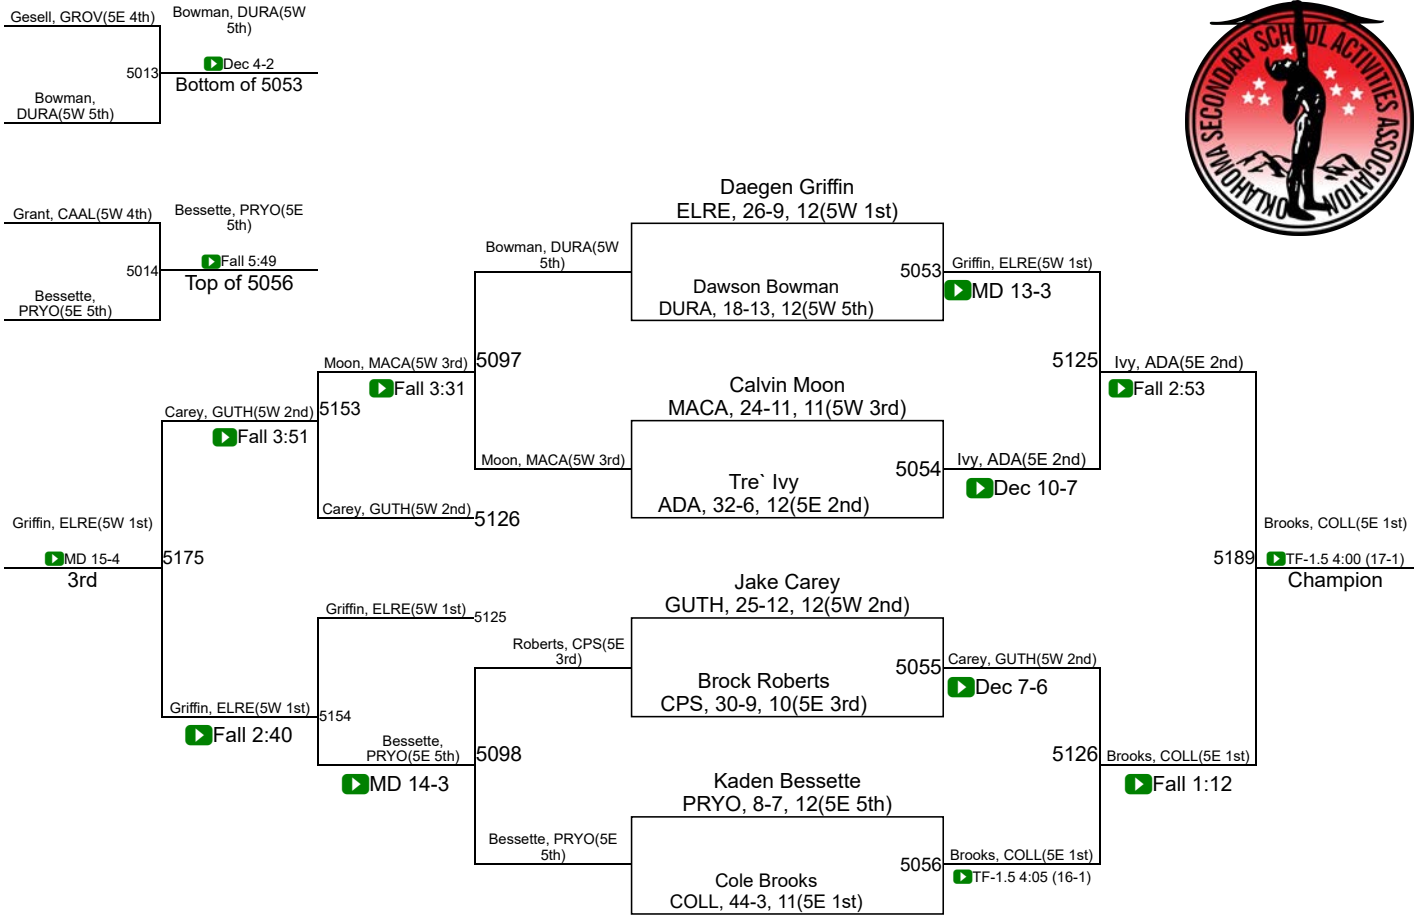 Gesell, GROV(5E 4th)
Bowman, DURA(5W
5th)
5013
Dec 4-2
Bottom of 5053
Bowman,
DURA(5W 5th)
OKLAHOMA SECONDARY SCHOOL ACTIVITIES ASSOCIATION
Grant, CAAL(5W 4th)
Bessette, PRYO(5E
5th)
5014
Fall 5:49
Top of 5056
Bessette,
PRYO(5E 5th)
Daegen Griffin
ELRE, 26-9, 12(5W 1st)
Bowman, DURA(5W
5th)
5053
Griffin, ELRE(5W 1st)
MD 13-3
Dawson Bowman
DURA, 18-13, 12(5W 5th)
Moon, MACA(5W 3rd)
5097
Fall 3:31
5125
Ivy, ADA(5E 2nd)
Fall 2:53
Calvin Moon
MACA, 24-11, 11(5W 3rd)
Carey, GUTH(5W 2nd)
5153
Fall 3:51
Moon, MACA(5W 3rd)
5054
Ivy, ADA(5E 2nd)
Dec 10-7
Tre` Ivy
ADA, 32-6, 12(5E 2nd)
Carey, GUTH(5W 2nd)
5126
Griffin, ELRE(5W 1st)
MD 15-4
3rd
5175
Brooks, COLL(5E 1st)
5189
TF-1.5 4:00 (17-1)
Champion
Jake Carey
GUTH, 25-12, 12(5W 2nd)
Griffin, ELRE(5W 1st)
5125
Roberts, CPS(5E
3rd)
5055
Carey, GUTH(5W 2nd)
Dec 7-6
Brock Roberts
CPS, 30-9, 10(5E 3rd)
Griffin, ELRE(5W 1st)
5154
Fall 2:40
Bessette,
PRYO(5E 5th)
5098
MD 14-3
5126
Brooks, COLL(5E 1st)
Fall 1:12
Kaden Bessette
PRYO, 8-7, 12(5E 5th)
Bessette, PRYO(5E
5th)
5056
Brooks, COLL(5E 1st)
TF-1.5 4:05 (16-1)
Cole Brooks
COLL, 44-3, 11(5E 1st)